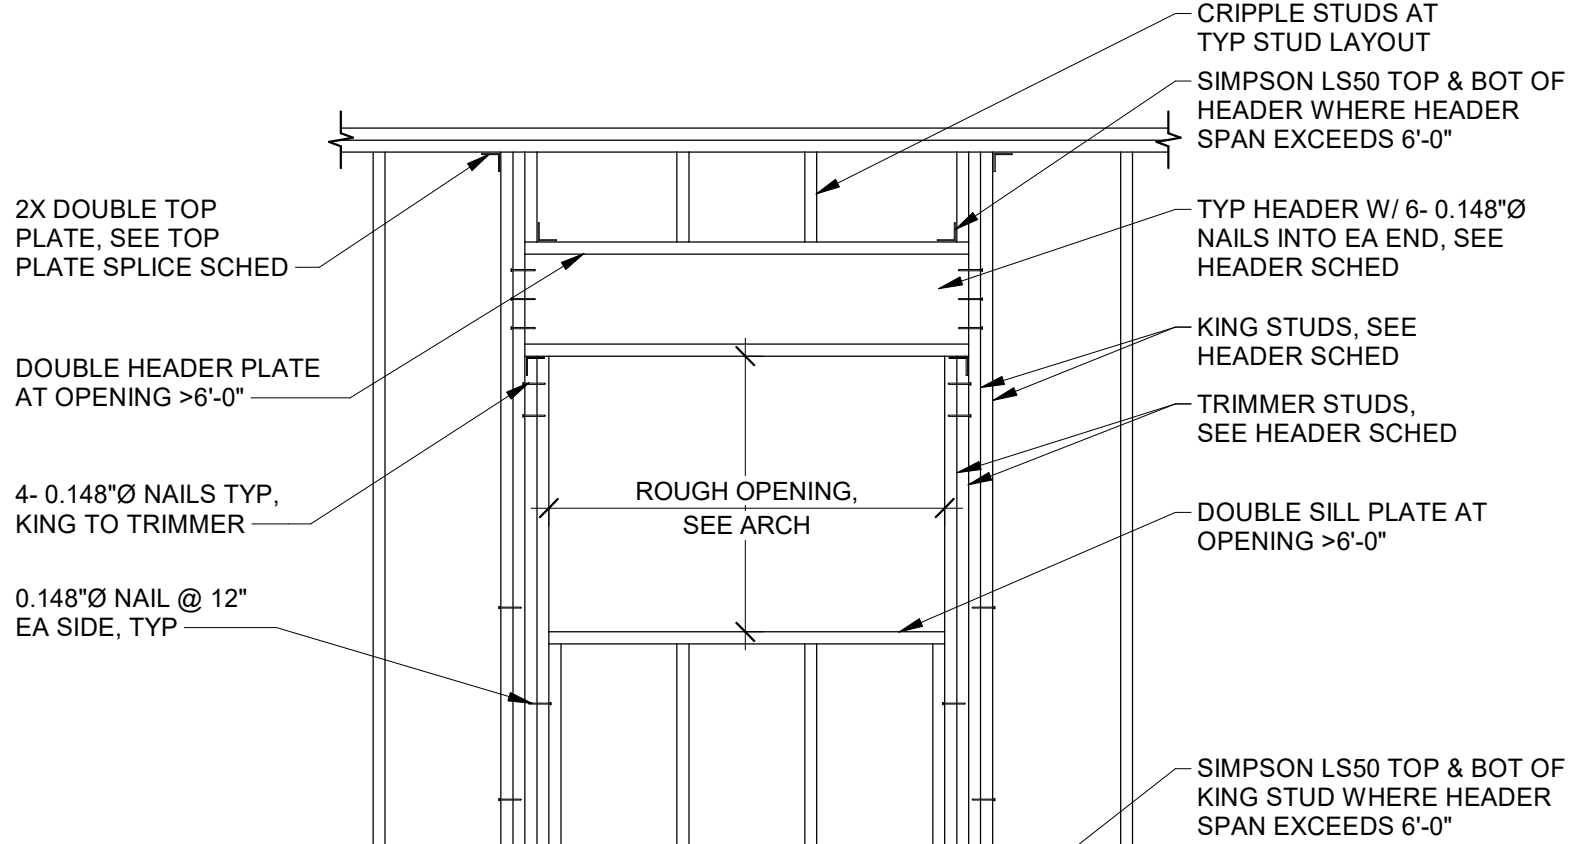 CRIPPLE STUDS AT
TYP STUD LAYOUT
SIMPSON LS50 TOP & BOT OF
HEADER WHERE HEADER
SPAN EXCEEDS 6'-0"
2X DOUBLE TOP
PLATE, SEE TOP
PLATE SPLICE SCHED
TYP HEADER W/ 6- 0.148"Ø
NAILS INTO EA END, SEE
HEADER SCHED
KING STUDS, SEE
HEADER SCHED
DOUBLE HEADER PLATE
AT OPENING >6'-0"
TRIMMER STUDS,
SEE HEADER SCHED
4- 0.148"Ø NAILS TYP,
KING TO TRIMMER
ROUGH OPENING,
SEE ARCH
DOUBLE SILL PLATE AT
OPENING >6'-0"
0.148"Ø NAIL @ 12"
EA SIDE, TYP
SIMPSON LS50 TOP & BOT OF
KING STUD WHERE HEADER
SPAN EXCEEDS 6'-0"